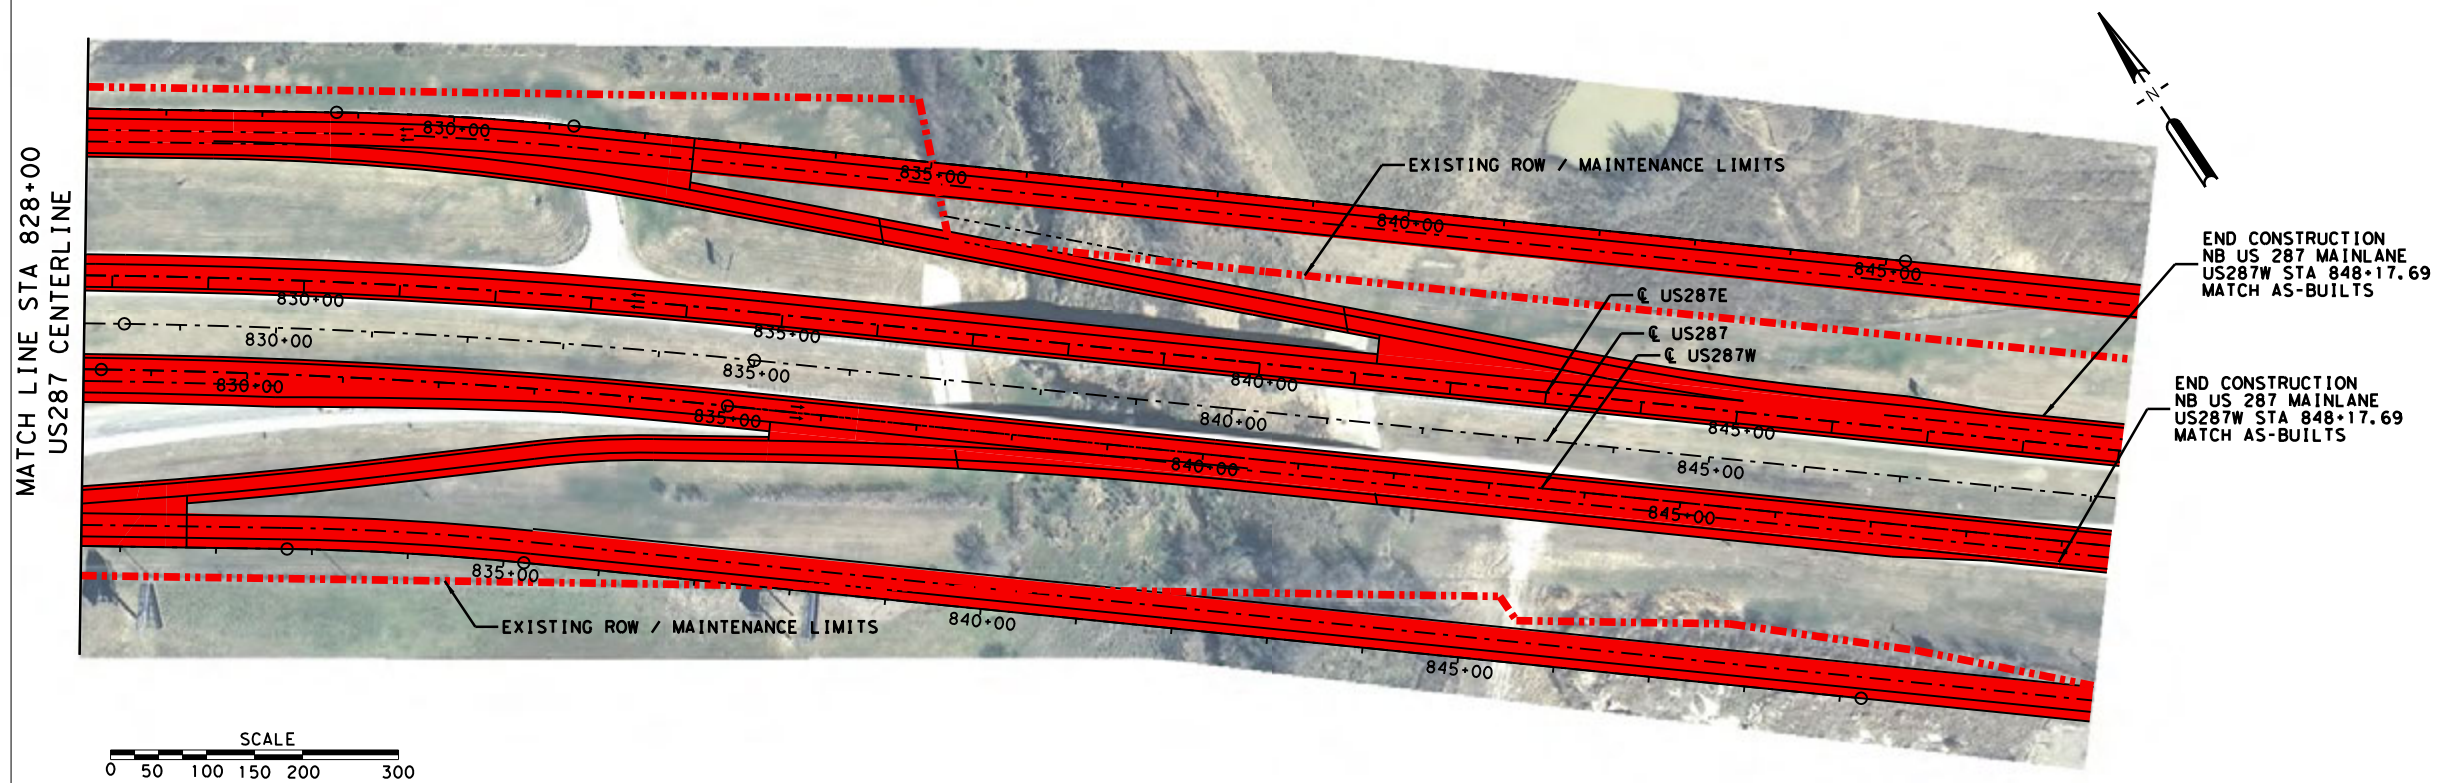 MATCH LINE STA 828+00
US287 CENTERLINE
830+00
835+00
EXISTING ROW / MAINTENANCE LIMITS
840+00
845+00
N
END CONSTRUCTION
NB US 287 MAINLANE
US287W STA 848+17.69
MATCH AS-BUILTS
830+00
835+00
840+00
845+00
℄ US287E
℄ US287
℄ US287W
830+00
835+00
840+00
845+00
END CONSTRUCTION
NB US 287 MAINLANE
US287W STA 848+17.69
MATCH AS-BUILTS
830+00
835+00
840+00
845+00
835+00
840+00
845+00
EXISTING ROW / MAINTENANCE LIMITS
SCALE
0 50 100 150 200 300